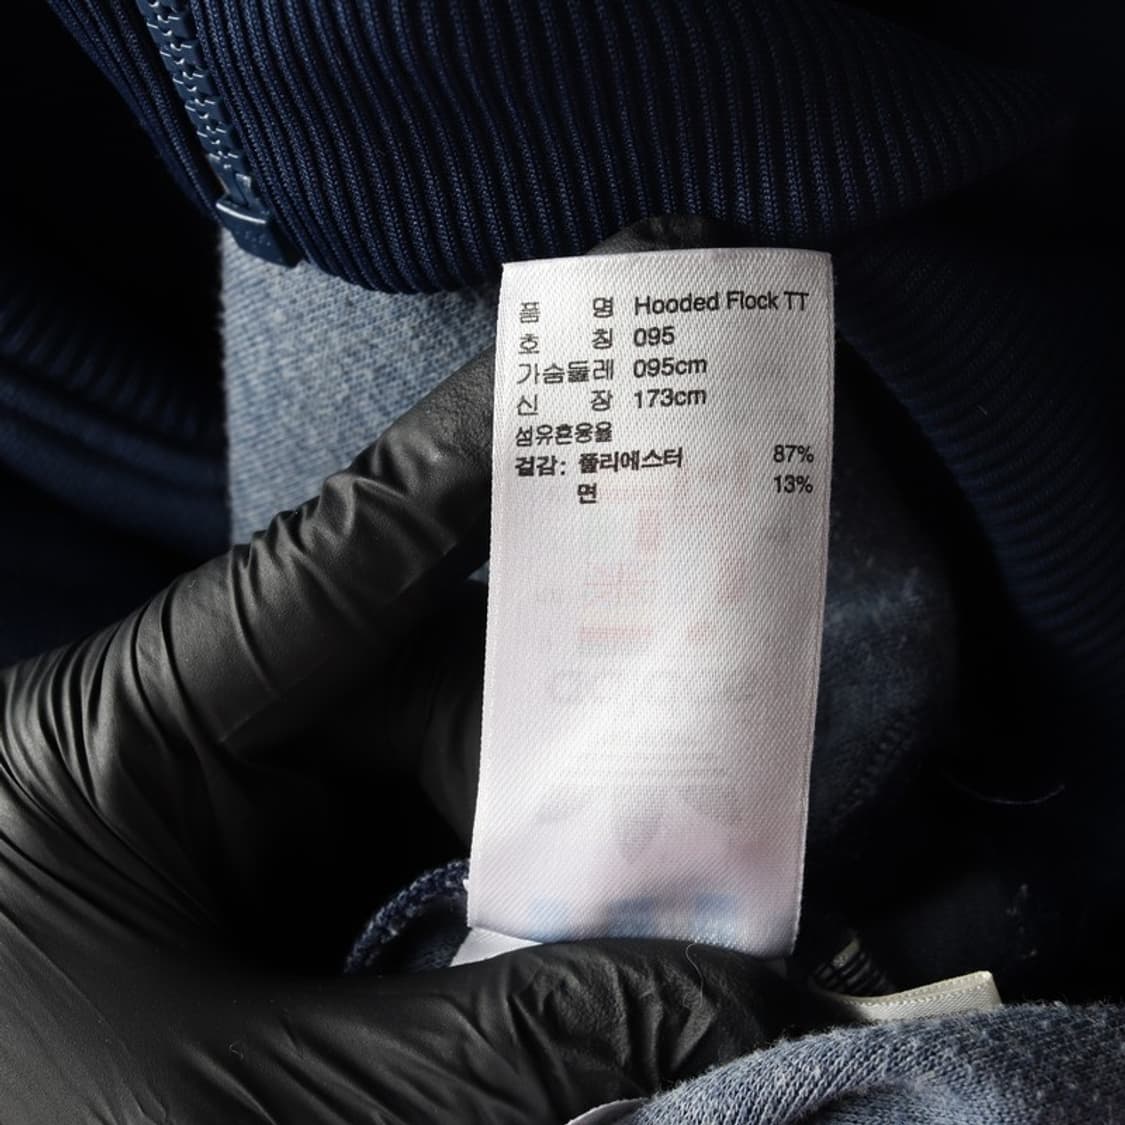 품 명 Hooded Flock TT
호 칭 095
가슴둘레 095cm
신 장 173cm
섬유혼용율
겉감: 폴리에스터 87%
면 13%